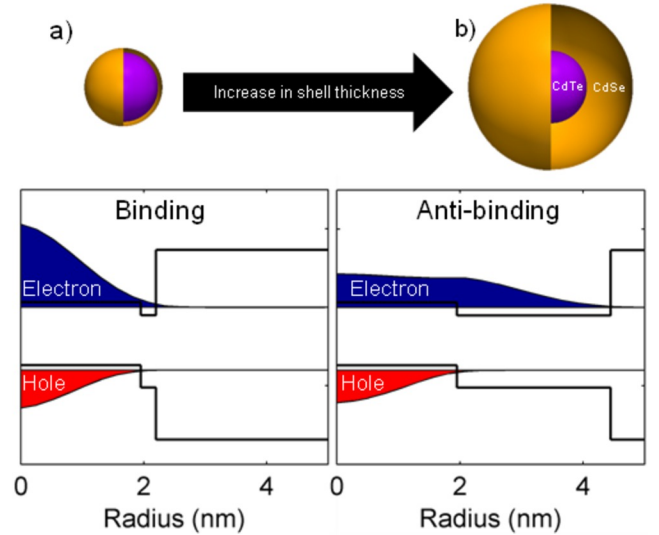 a)
b)
Increase in shell thickness
CdTe
CdSe
Binding
Anti-binding
Electron
Electron
Hole
Hole
0 2 4
0 2 4
Radius (nm)
Radius (nm)